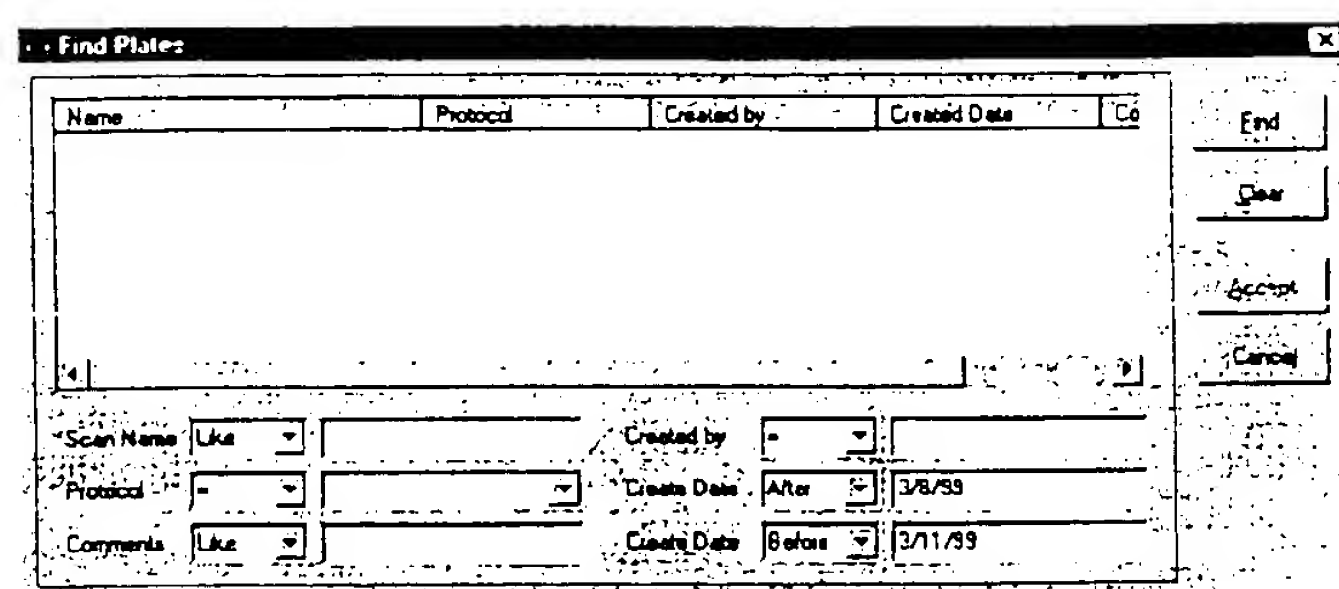 Find Plates
Name Protocol Created by Created Date Co
Find
Clear
Accept
Cancel
Scan Name Like Created by =
Protocol = Create Date After 3/8/99
Comments Like Create Date Before 3/11/99